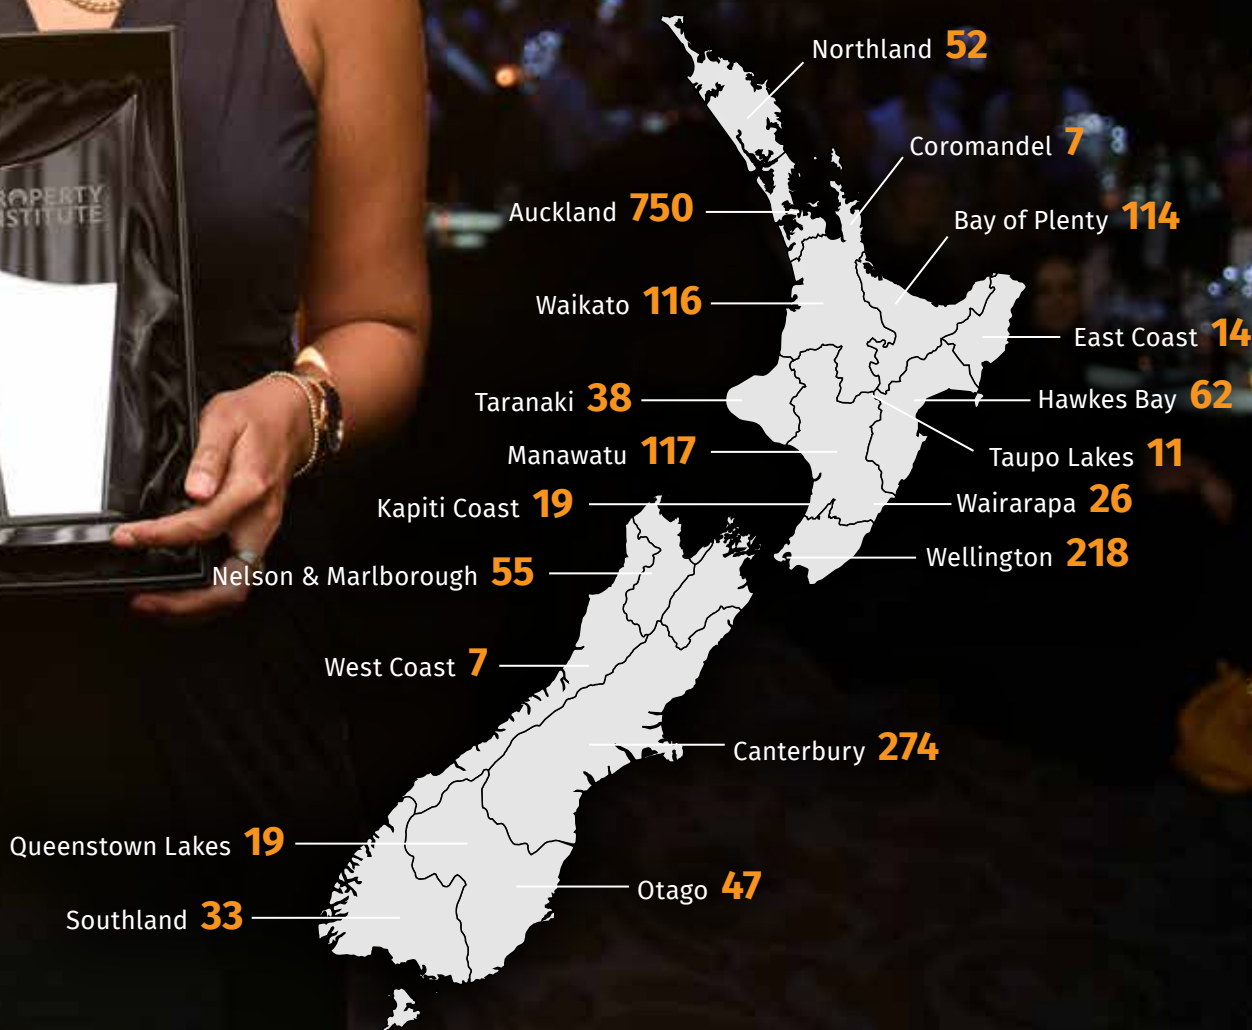 Northland 52
Coromandel 7
Auckland 750
Bay of Plenty 114
Waikato 116
East Coast 14
Taranaki 38
Hawkes Bay 62
Manawatu 117
Taupo Lakes 11
Kapiti Coast 19
Wairarapa 26
Wellington 218
Nelson & Marlborough 55
West Coast 7
Canterbury 274
Queenstown Lakes 19
Otago 47
Southland 33